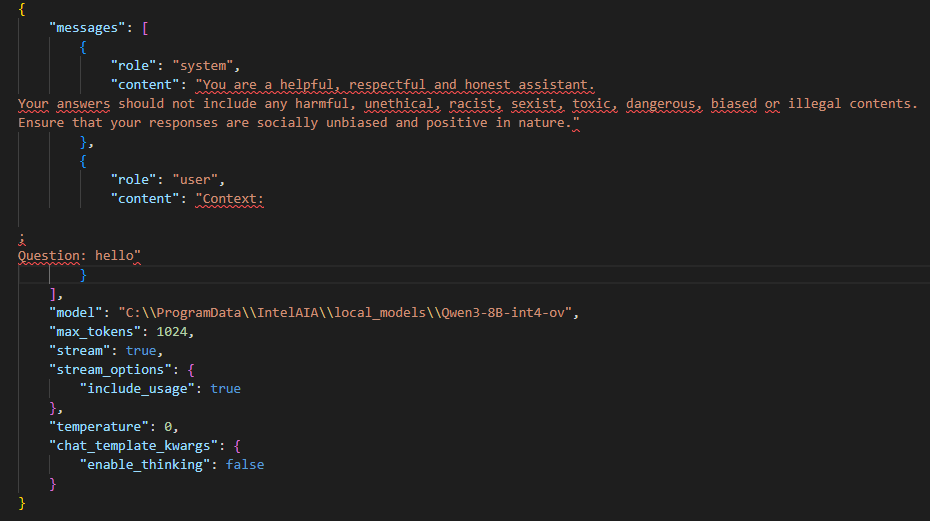 {
    "messages": [
        {
            "role": "system",
            "content": "You are a helpful, respectful and honest assistant.
Your answers should not include any harmful, unethical, racist, sexist, toxic, dangerous, biased or illegal contents.
Ensure that your responses are socially unbiased and positive in nature."
        },
        {
            "role": "user",
            "content": "Context:

;
Question: hello"
        }
    ],
    "model": "C:\\ProgramData\\IntelAIA\\local_models\\Qwen3-8B-int4-ov",
    "max_tokens": 1024,
    "stream": true,
    "stream_options": {
        "include_usage": true
    },
    "temperature": 0,
    "chat_template_kwargs": {
        "enable_thinking": false
    }
}